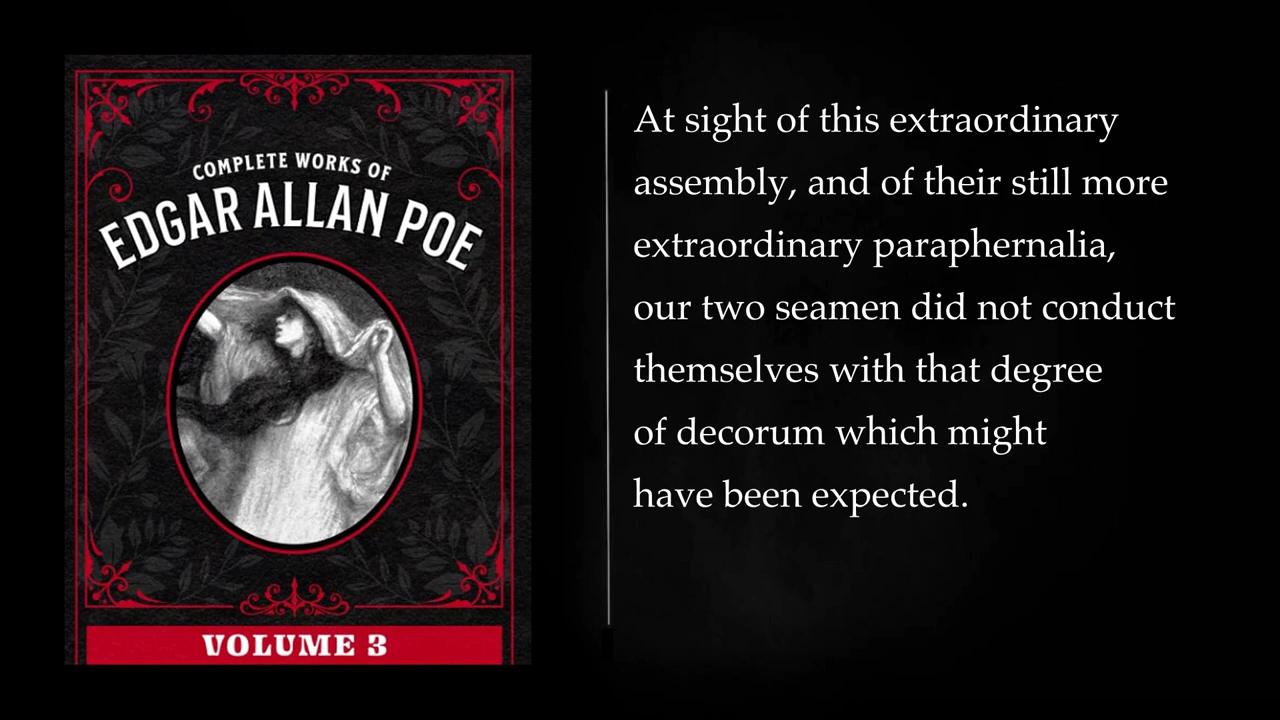 COMPLETE WORKS OF
EDGAR ALLAN POE
VOLUME 3
At sight of this extraordinary
assembly, and of their still more
extraordinary paraphernalia,
our two seamen did not conduct
themselves with that degree
of decorum which might
have been expected.